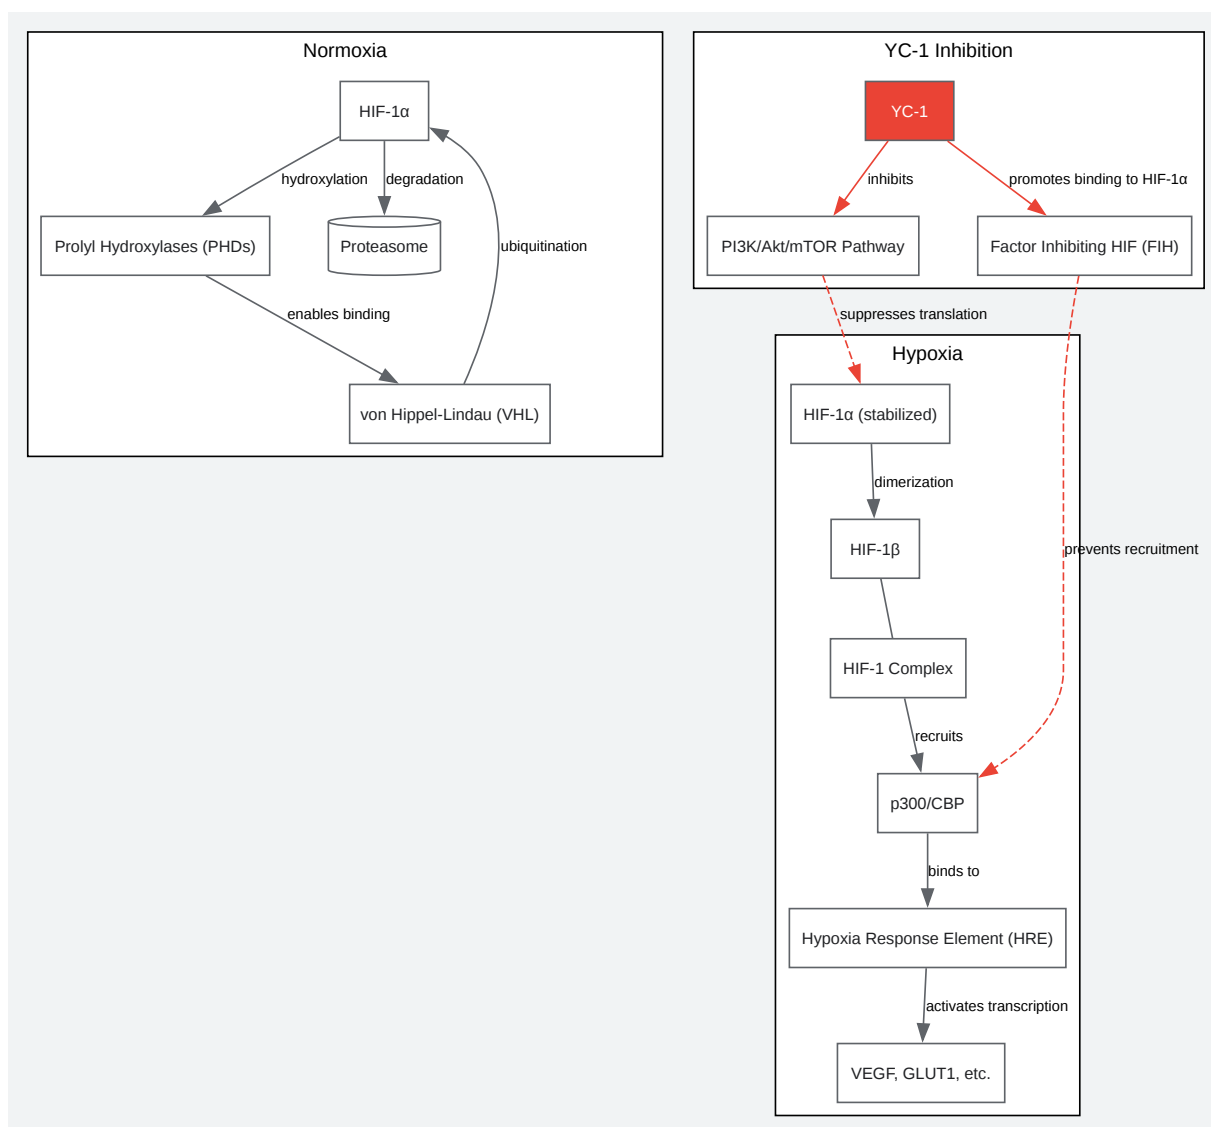 Normoxia
HIF-1α
hydroxylation
degradation
Prolyl Hydroxylases (PHDs)
Proteasome
ubiquitination
enables binding
von Hippel-Lindau (VHL)
YC-1 Inhibition
YC-1
inhibits
promotes binding to HIF-1α
PI3K/Akt/mTOR Pathway
Factor Inhibiting HIF (FIH)
suppresses translation
Hypoxia
HIF-1α (stabilized)
dimerization
HIF-1β
prevents recruitment
HIF-1 Complex
recruits
p300/CBP
binds to
Hypoxia Response Element (HRE)
activates transcription
VEGF, GLUT1, etc.